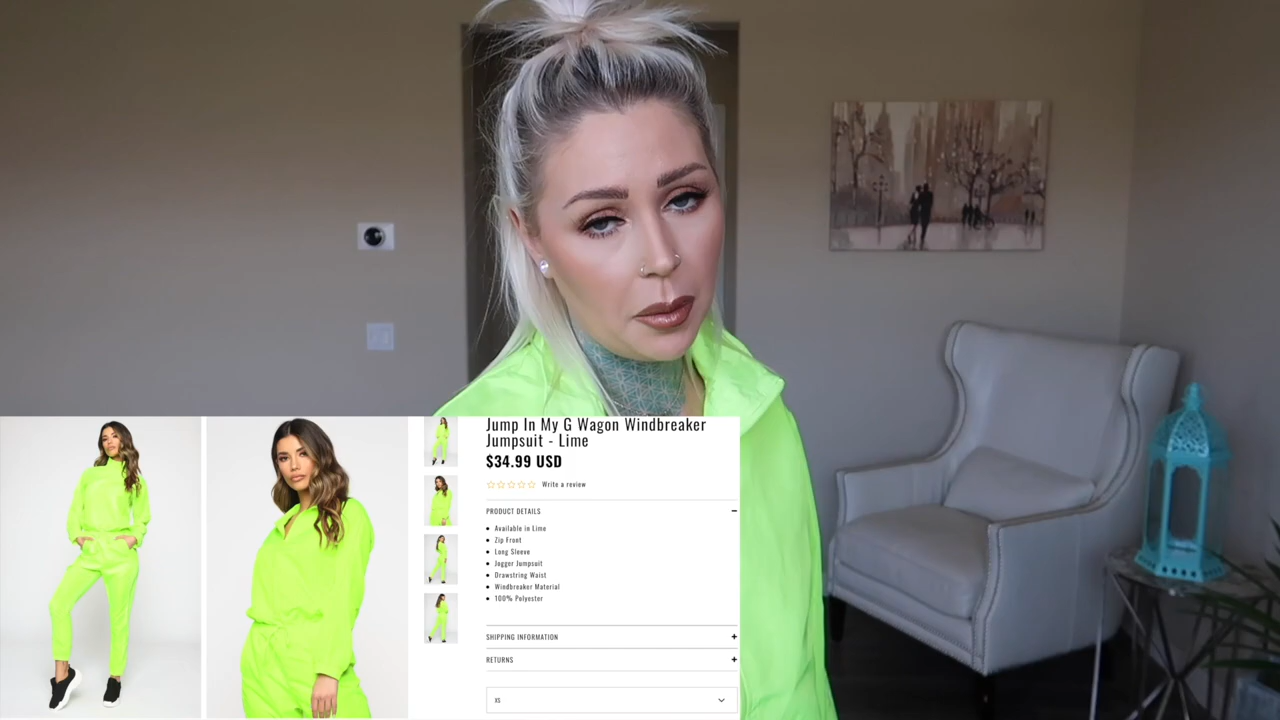 Jump In My G Wagon Windbreaker
Jumpsuit - Lime
$34.99 USD
Write a review
PRODUCT DETAILS
Available in Lime
Zip Front
Long Sleeve
Jogger Jumpsuit
Drawstring Waist
Windbreaker Material
100% Polyester
SHIPPING INFORMATION
RETURNS
XS